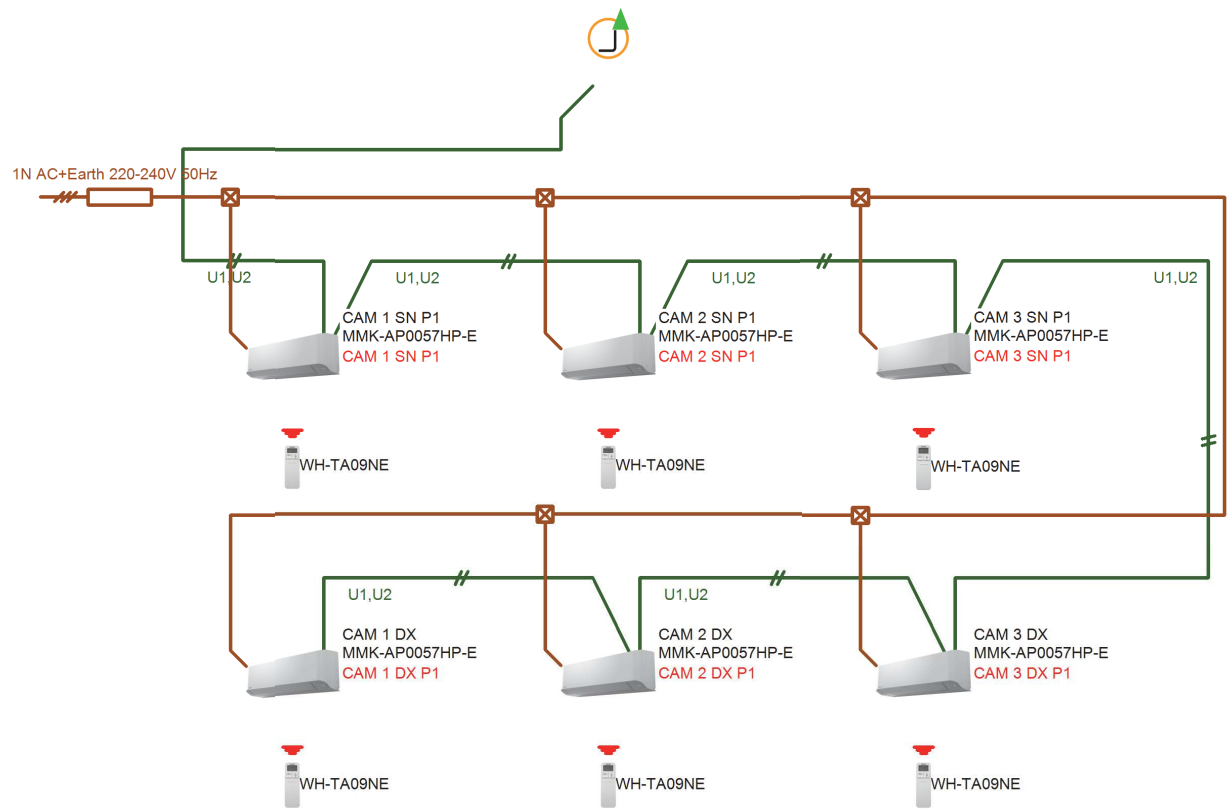 1N AC+Earth 220-240V 50Hz
U1,U2
U1,U2
U1,U2
U1,U2
CAM 1 SN P1
MMK-AP0057HP-E
CAM 1 SN P1
CAM 2 SN P1
MMK-AP0057HP-E
CAM 2 SN P1
CAM 3 SN P1
MMK-AP0057HP-E
CAM 3 SN P1
WH-TA09NE
WH-TA09NE
WH-TA09NE
U1,U2
U1,U2
CAM 1 DX
MMK-AP0057HP-E
CAM 1 DX P1
CAM 2 DX
MMK-AP0057HP-E
CAM 2 DX P1
CAM 3 DX
MMK-AP0057HP-E
CAM 3 DX P1
WH-TA09NE
WH-TA09NE
WH-TA09NE